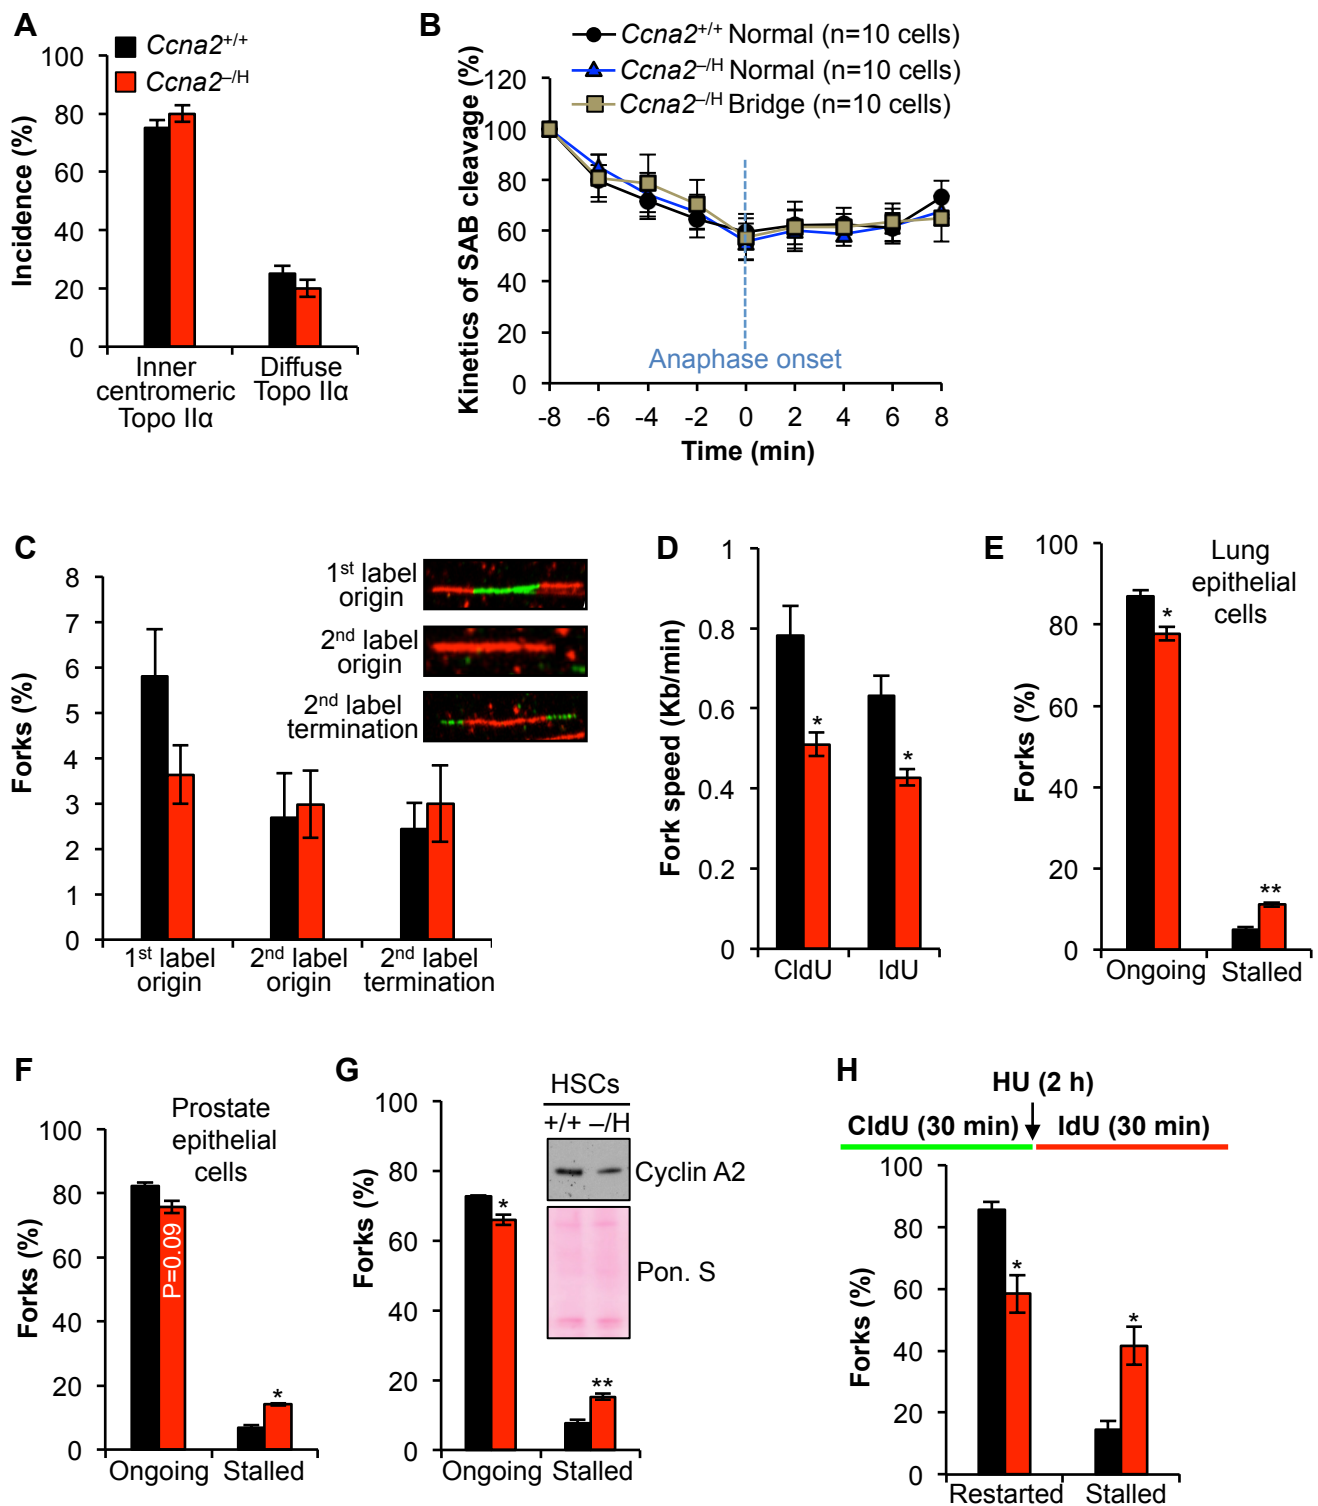 A
Ccna2+/+
Ccna2–/H
Incidence (%)
100
80
60
40
20
0
Inner
centromeric
Topo IIα
Diffuse
Topo IIα
B
Ccna2+/+ Normal (n=10 cells)
Ccna2–/H Normal (n=10 cells)
Ccna2–/H Bridge (n=10 cells)
Kinetics of SAB cleavage (%)
120
100
80
60
40
20
0
Anaphase onset
-8 -6 -4 -2 0 2 4 6 8
Time (min)
C
Forks (%)
8
7
6
5
4
3
2
1
0
1st label
origin
2nd label
origin
2nd label
termination
1st label
origin
2nd label
origin
2nd label
termination
D
Fork speed (Kb/min)
1
0.8
0.6
0.4
0.2
0
*
*
CldU
IdU
E
Lung
epithelial
cells
Forks (%)
100
80
60
40
20
0
*
**
Ongoing
Stalled
F
Prostate
epithelial
cells
Forks (%)
100
80
60
40
20
0
P=0.09
*
Ongoing
Stalled
G
HSCs
+/+ –/H
Cyclin A2
Pon. S
Forks (%)
100
80
60
40
20
0
*
**
Ongoing
Stalled
H
HU (2 h)
CldU (30 min)
IdU (30 min)
Forks (%)
100
80
60
40
20
0
*
*
Restarted
Stalled